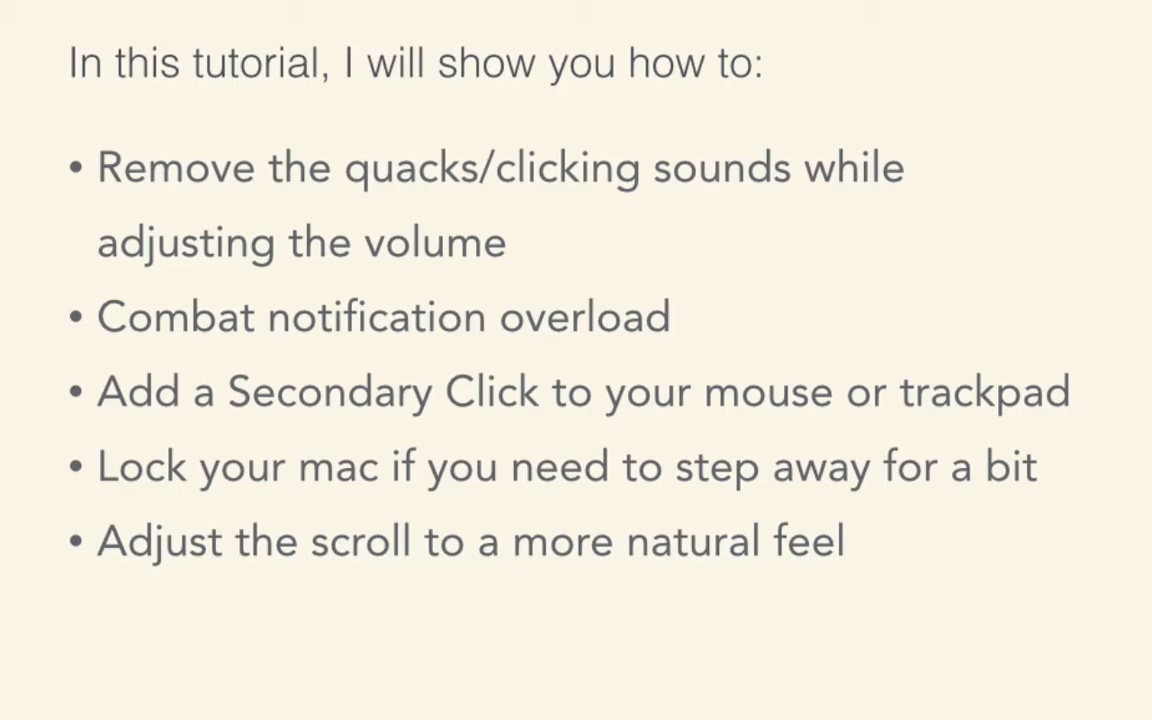 In this tutorial, I will show you how to:
• Remove the quacks/clicking sounds while
adjusting the volume
• Combat notification overload
• Add a Secondary Click to your mouse or trackpad
• Lock your mac if you need to step away for a bit
• Adjust the scroll to a more natural feel